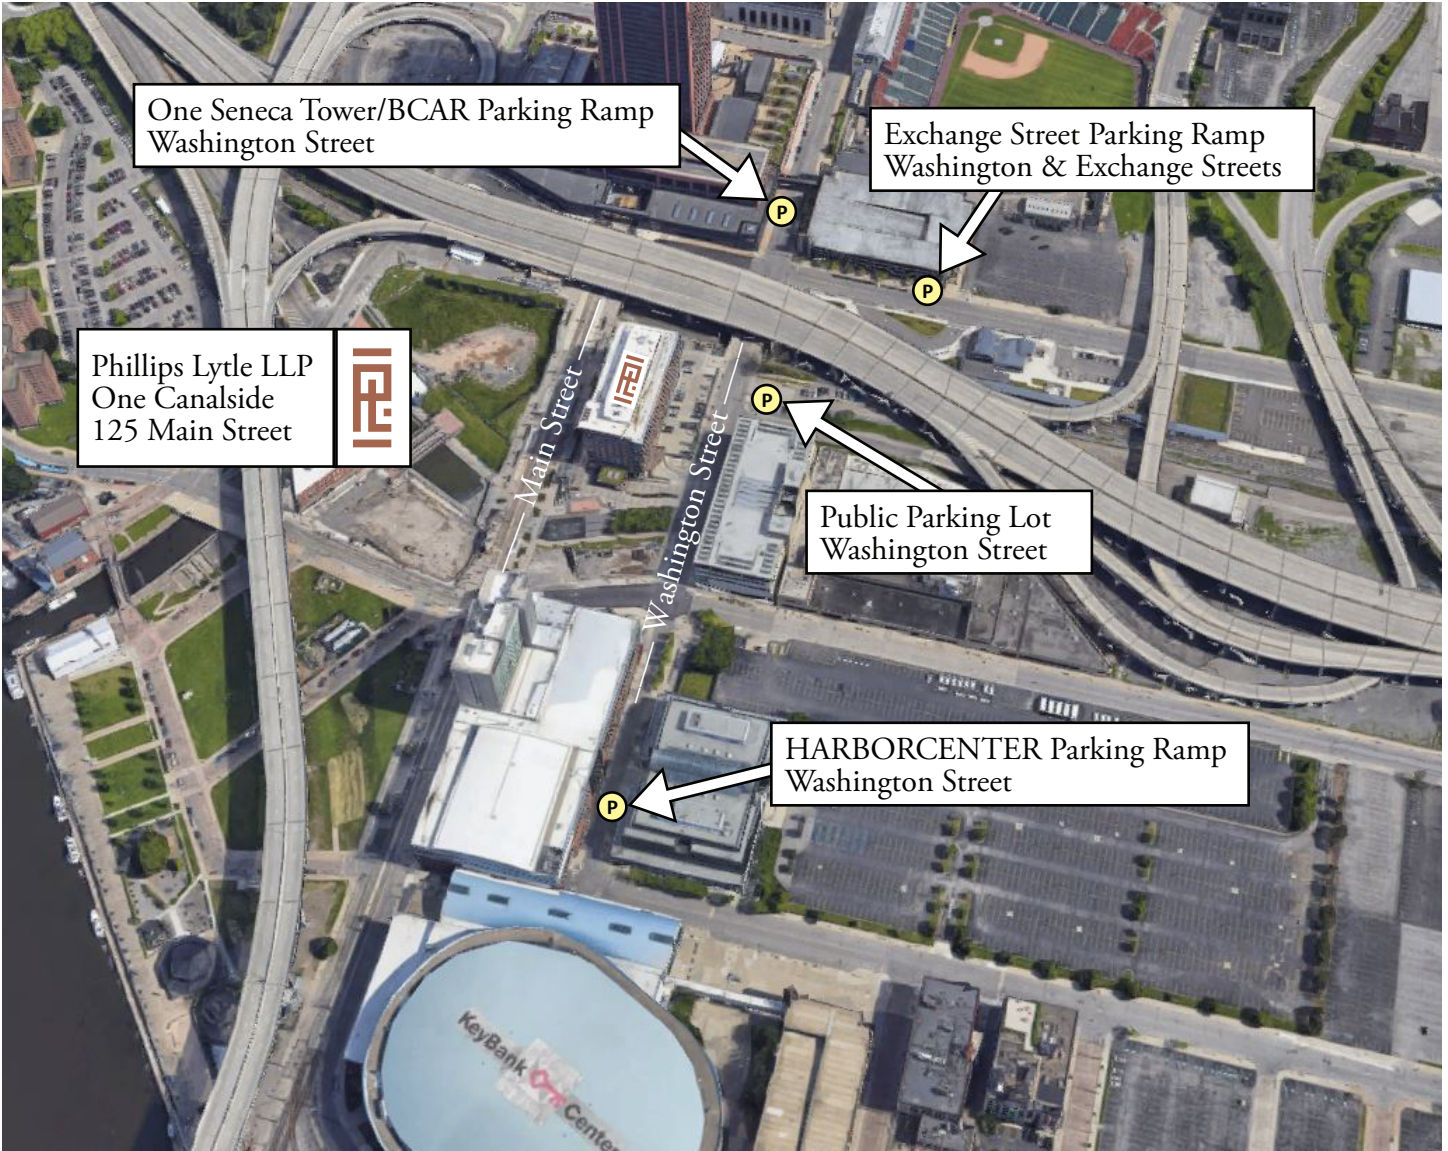 One Seneca Tower/BCAR Parking Ramp
Washington Street
Exchange Street Parking Ramp
Washington & Exchange Streets
P
P
Phillips Lytle LLP
One Canalside
125 Main Street
Main Street
Washington Street
P
Public Parking Lot
Washington Street
HARBORCENTER Parking Ramp
Washington Street
P
KeyBank
Center